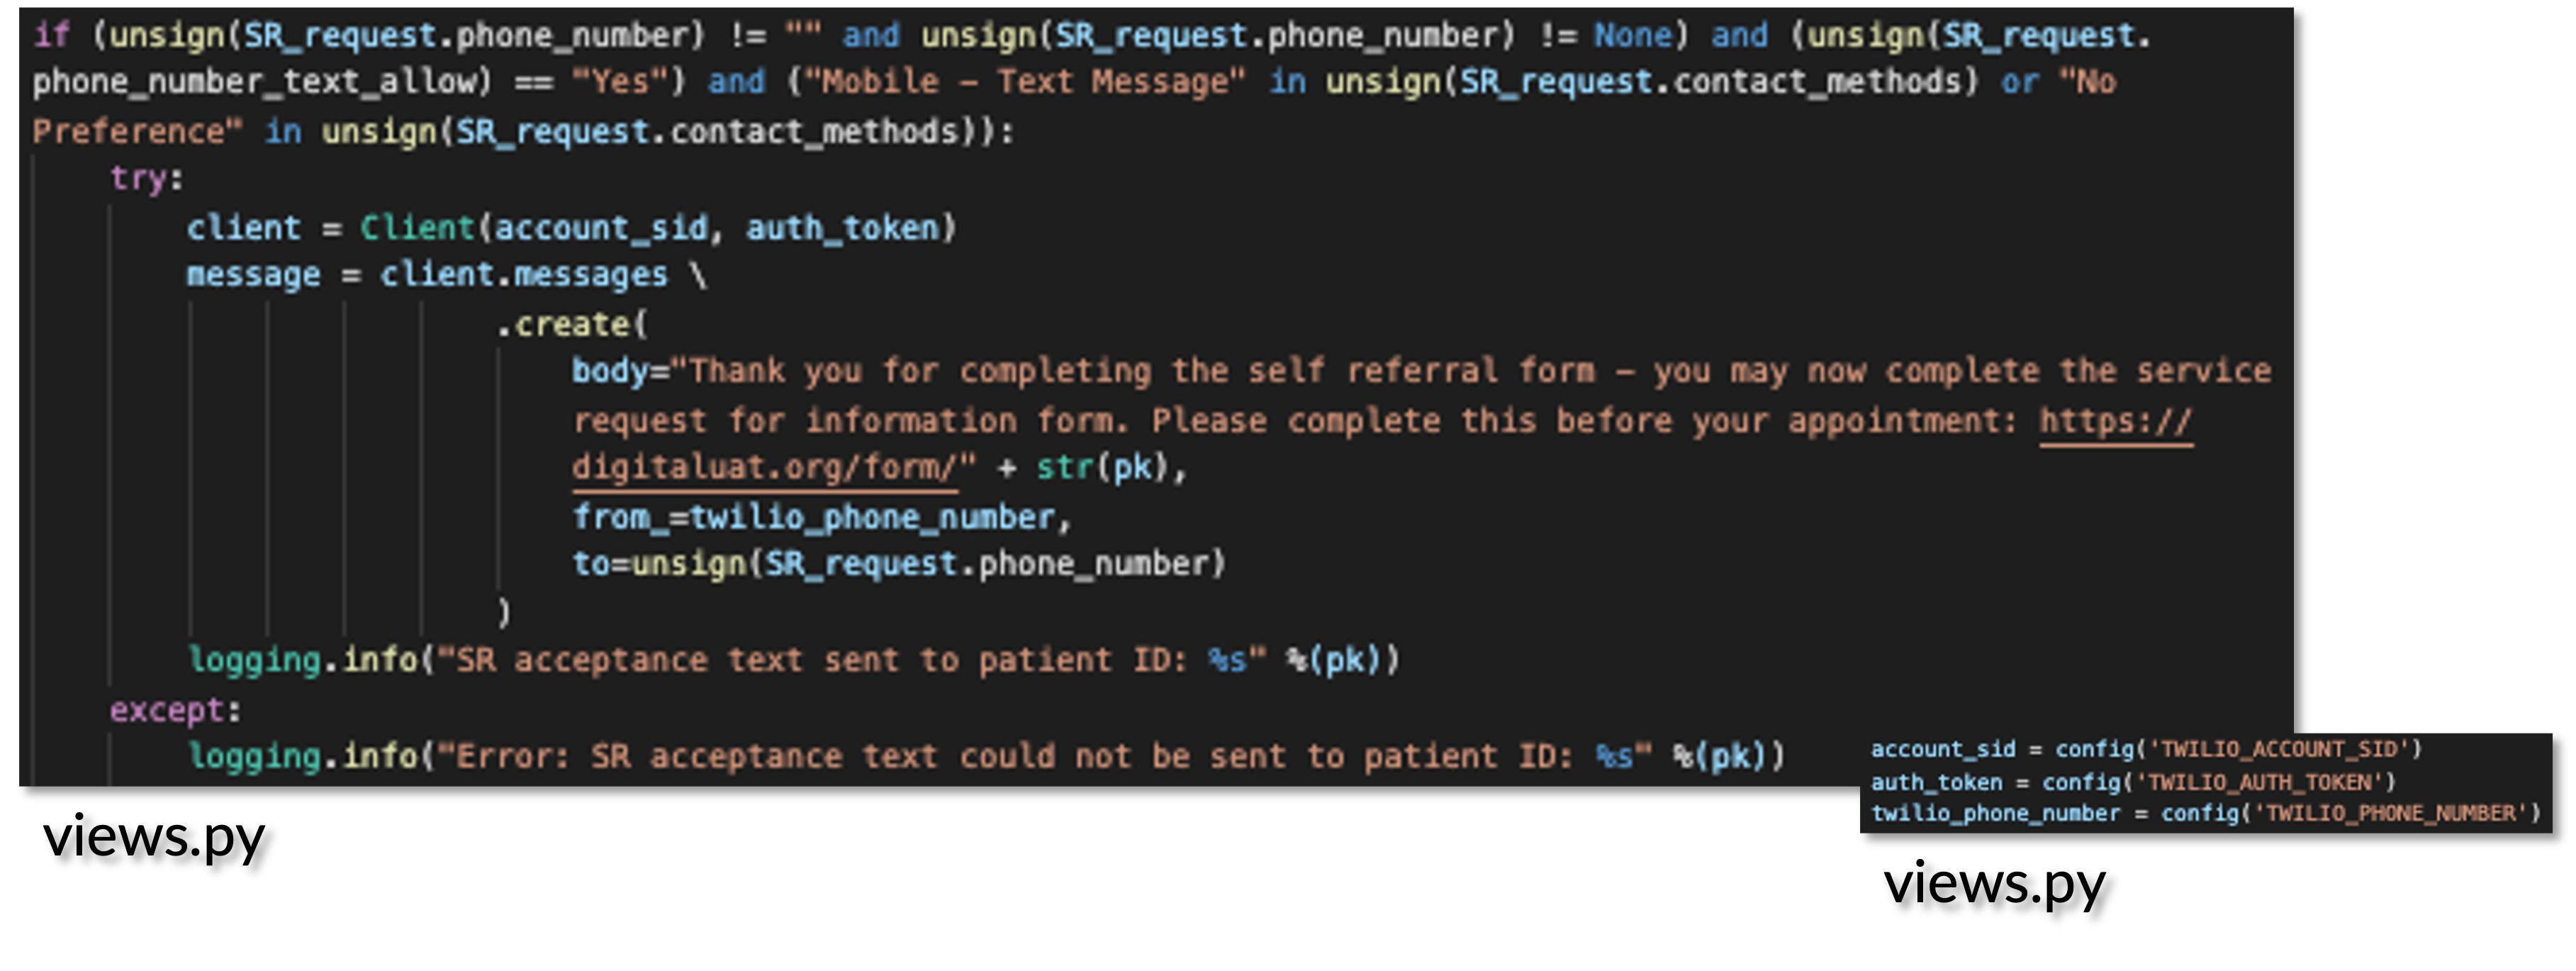 if (unsign(SR_request.phone_number) != "" and unsign(SR_request.phone_number) != None) and (unsign(SR_request.
phone_number_text_allow) == "Yes") and ("Mobile – Text Message" in unsign(SR_request.contact_methods) or "No
Preference" in unsign(SR_request.contact_methods)):
try:
client = Client(account_sid, auth_token)
message = client.messages \
.create(
body="Thank you for completing the self referral form – you may now complete the service
request for information form. Please complete this before your appointment: https://
digitaluat.org/form/" + str(pk),
from_=twilio_phone_number,
to=unsign(SR_request.phone_number)
)
logging.info("SR acceptance text sent to patient ID: %s" %(pk))
except:
logging.info("Error: SR acceptance text could not be sent to patient ID: %s" %(pk))
views.py
account_sid = config('TWILIO_ACCOUNT_SID')
auth_token = config('TWILIO_AUTH_TOKEN')
twilio_phone_number = config('TWILIO_PHONE_NUMBER')
views.py